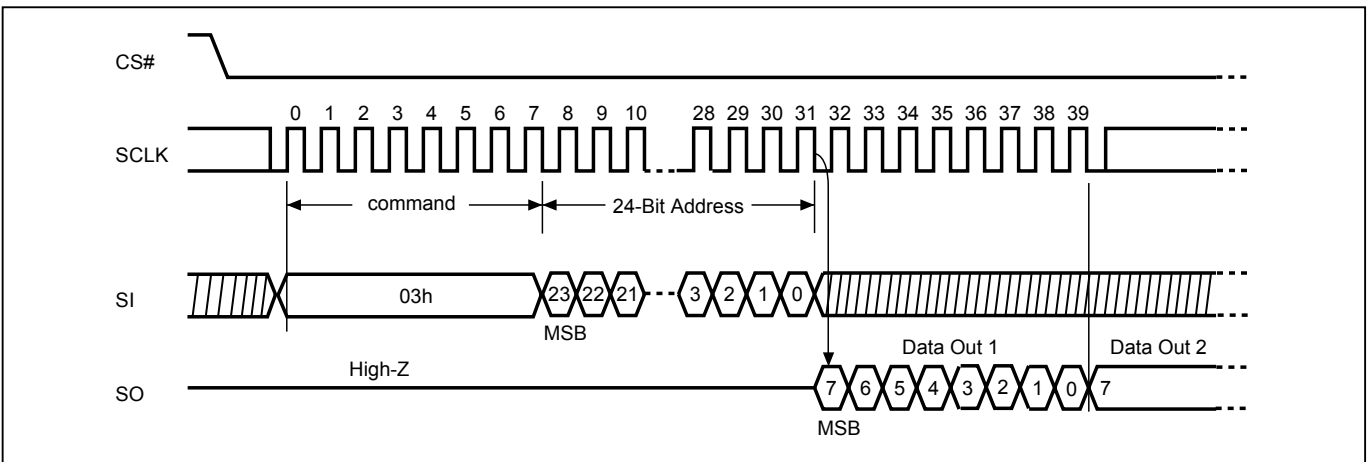 CS#
0 1 2 3 4 5 6 7 8 9 10 28 29 30 31 32 33 34 35 36 37 38 39
SCLK
command 24-Bit Address
SI 03h 23 22 21 3 2 1 0
MSB
High-Z Data Out 1 Data Out 2
SO 7 6 5 4 3 2 1 0 7
MSB